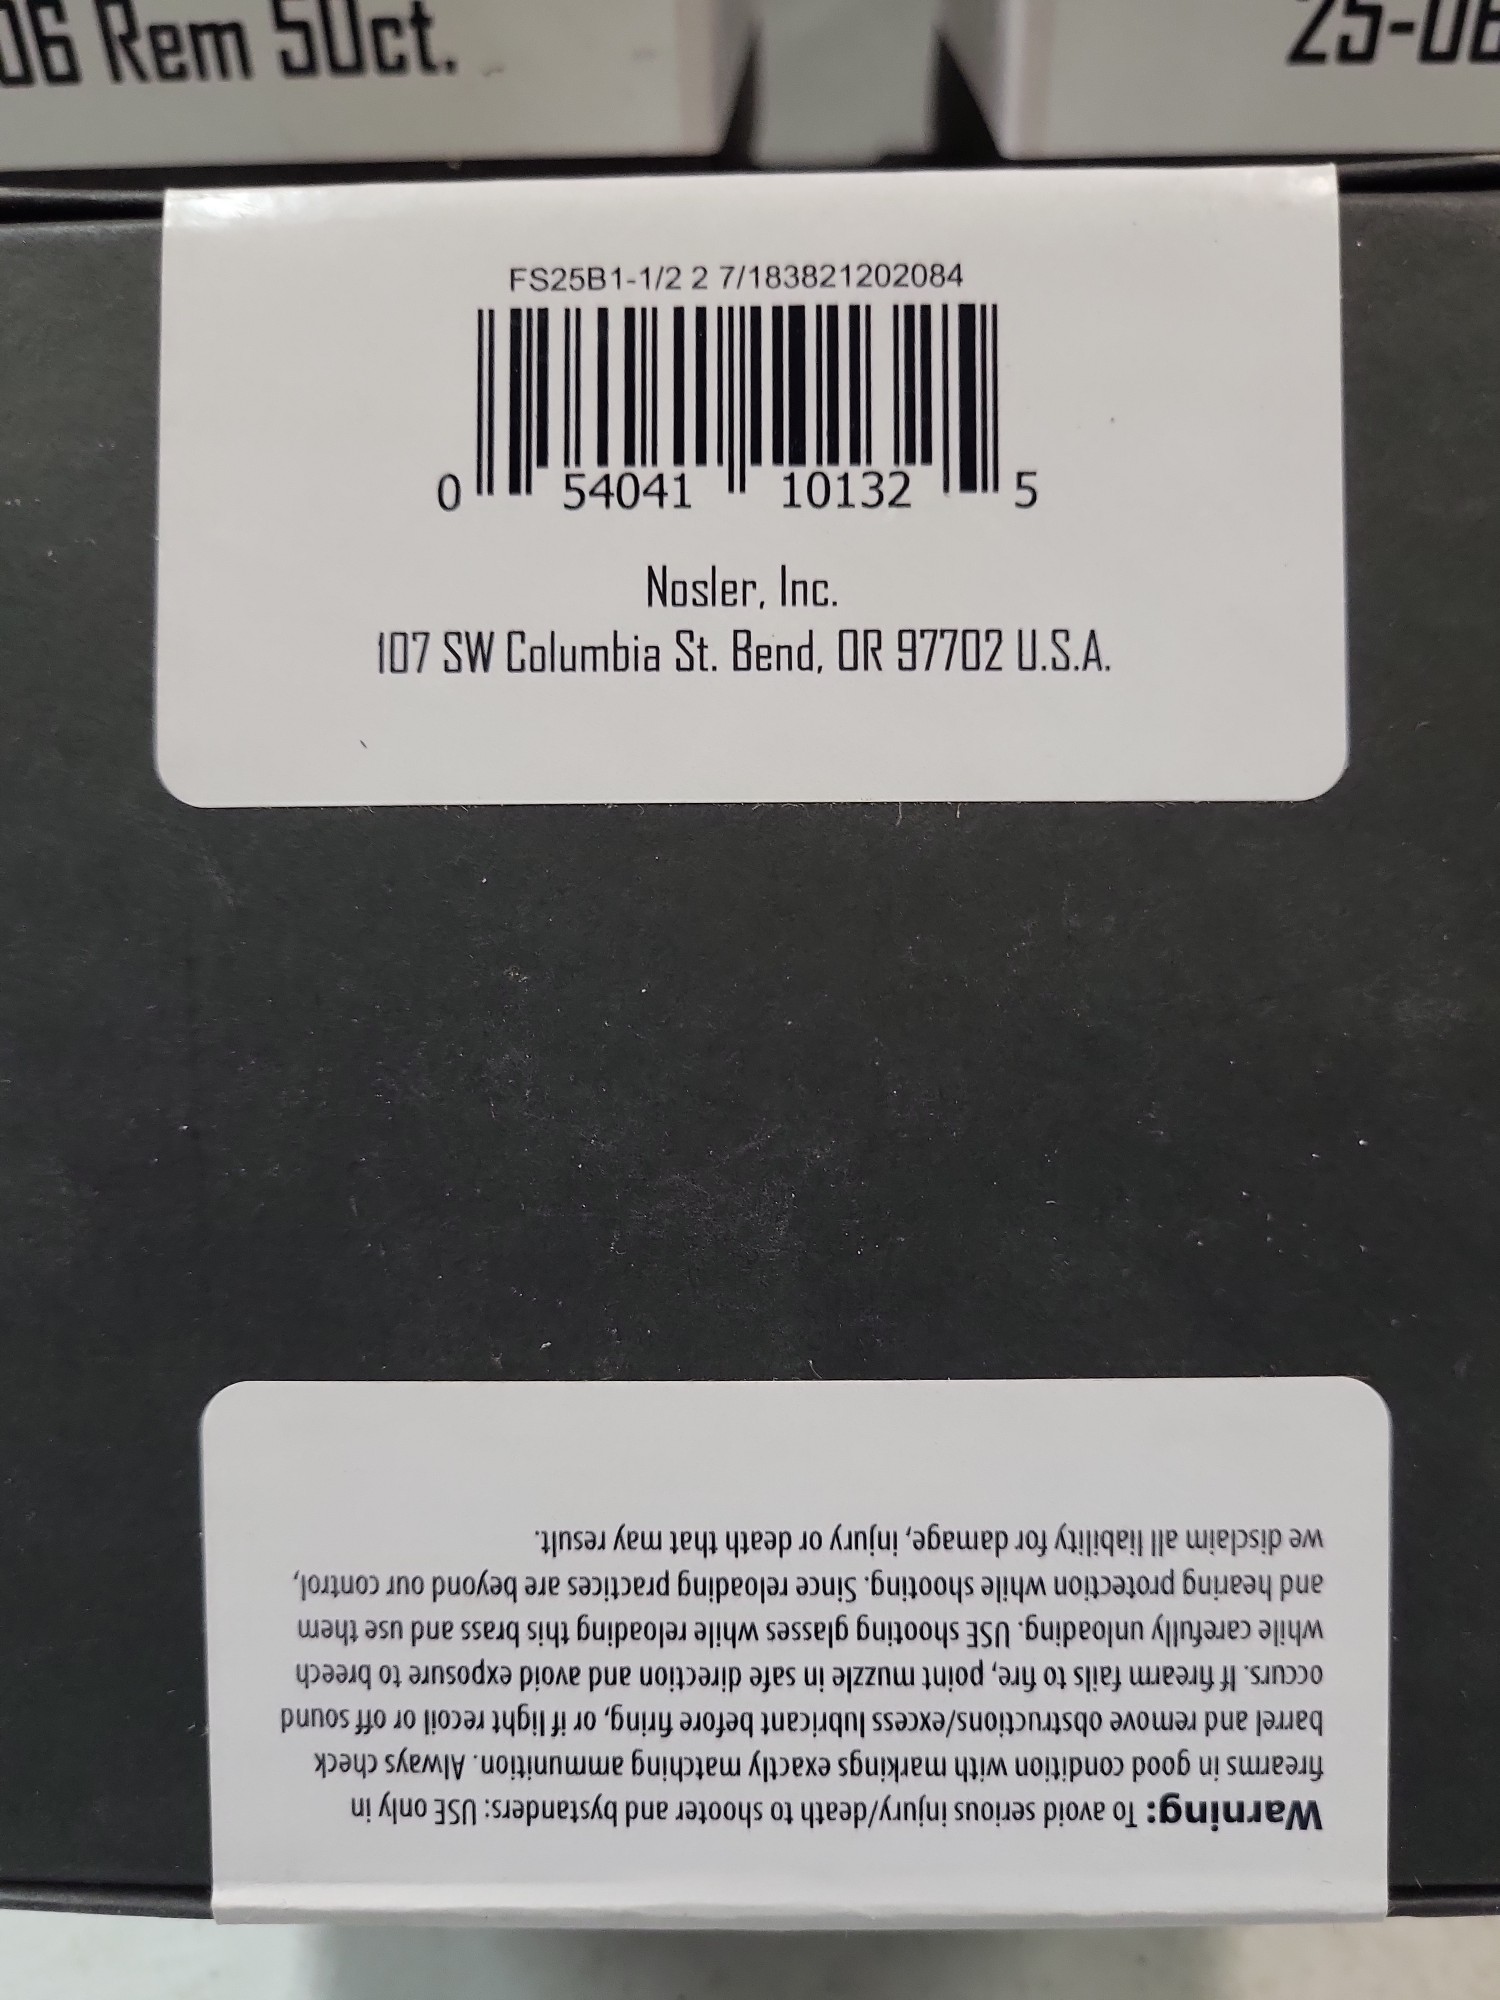 06 Rem 50ct.
25-06
FS25B1-1/2 2 7/183821202084
0 54041 10132 5
Nosler, Inc.
107 SW Columbia St. Bend, OR 97702 U.S.A.
Warning: To avoid serious injury/death to shooter and bystanders: USE only in
firearms in good condition with markings exactly matching ammunition. Always check
barrel and remove obstructions/excess lubricant before firing, or if light recoil or off sound
occurs. If firearm fails to fire, point muzzle in safe direction and avoid exposure to breech
while carefully unloading. USE shooting glasses while reloading this brass and use them
and hearing protection while shooting. Since reloading practices are beyond our control,
we disclaim all liability for damage, injury or death that may result.